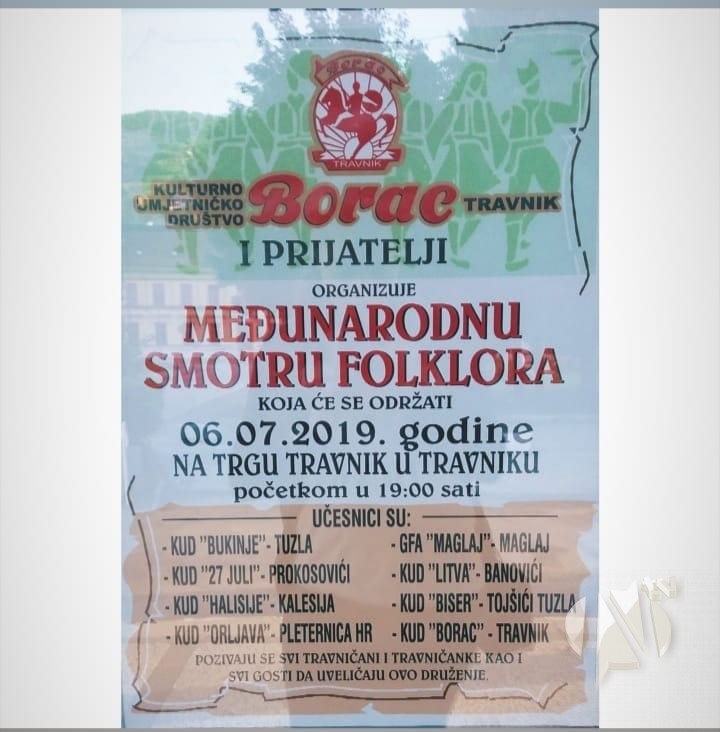 Borac
TRAVNIK
KULTURNO
UMJETNIČKO
DRUŠTVO
Borac
TRAVNIK
I PRIJATELJI
ORGANIZUJE
MEĐUNARODNU
SMOTRU FOLKLORA
KOJA ĆE SE ODRŽATI
06.07.2019. godine
NA TRGU TRAVNIK U TRAVNIKU
početkom u 19:00 sati
UČESNICI SU:
- KUD "BUKINJE"- TUZLA
- KUD "27 JULI"- PROKOSOVIĆI
- KUD "HALISIJE"- KALESIJA
- KUD "ORLJAVA"- PLETERNICA HR
- GFA "MAGLAJ"- MAGLAJ
- KUD "LITVA"- BANOVIĆI
- KUD "BISER"- TOJŠIĆI TUZLA
- KUD "BORAC"- TRAVNIK
POZIVAJU SE SVI TRAVNIČANI I TRAVNIČANKE KAO I
SVI GOSTI DA UVELIČAJU OVO DRUŽENJE.
tv